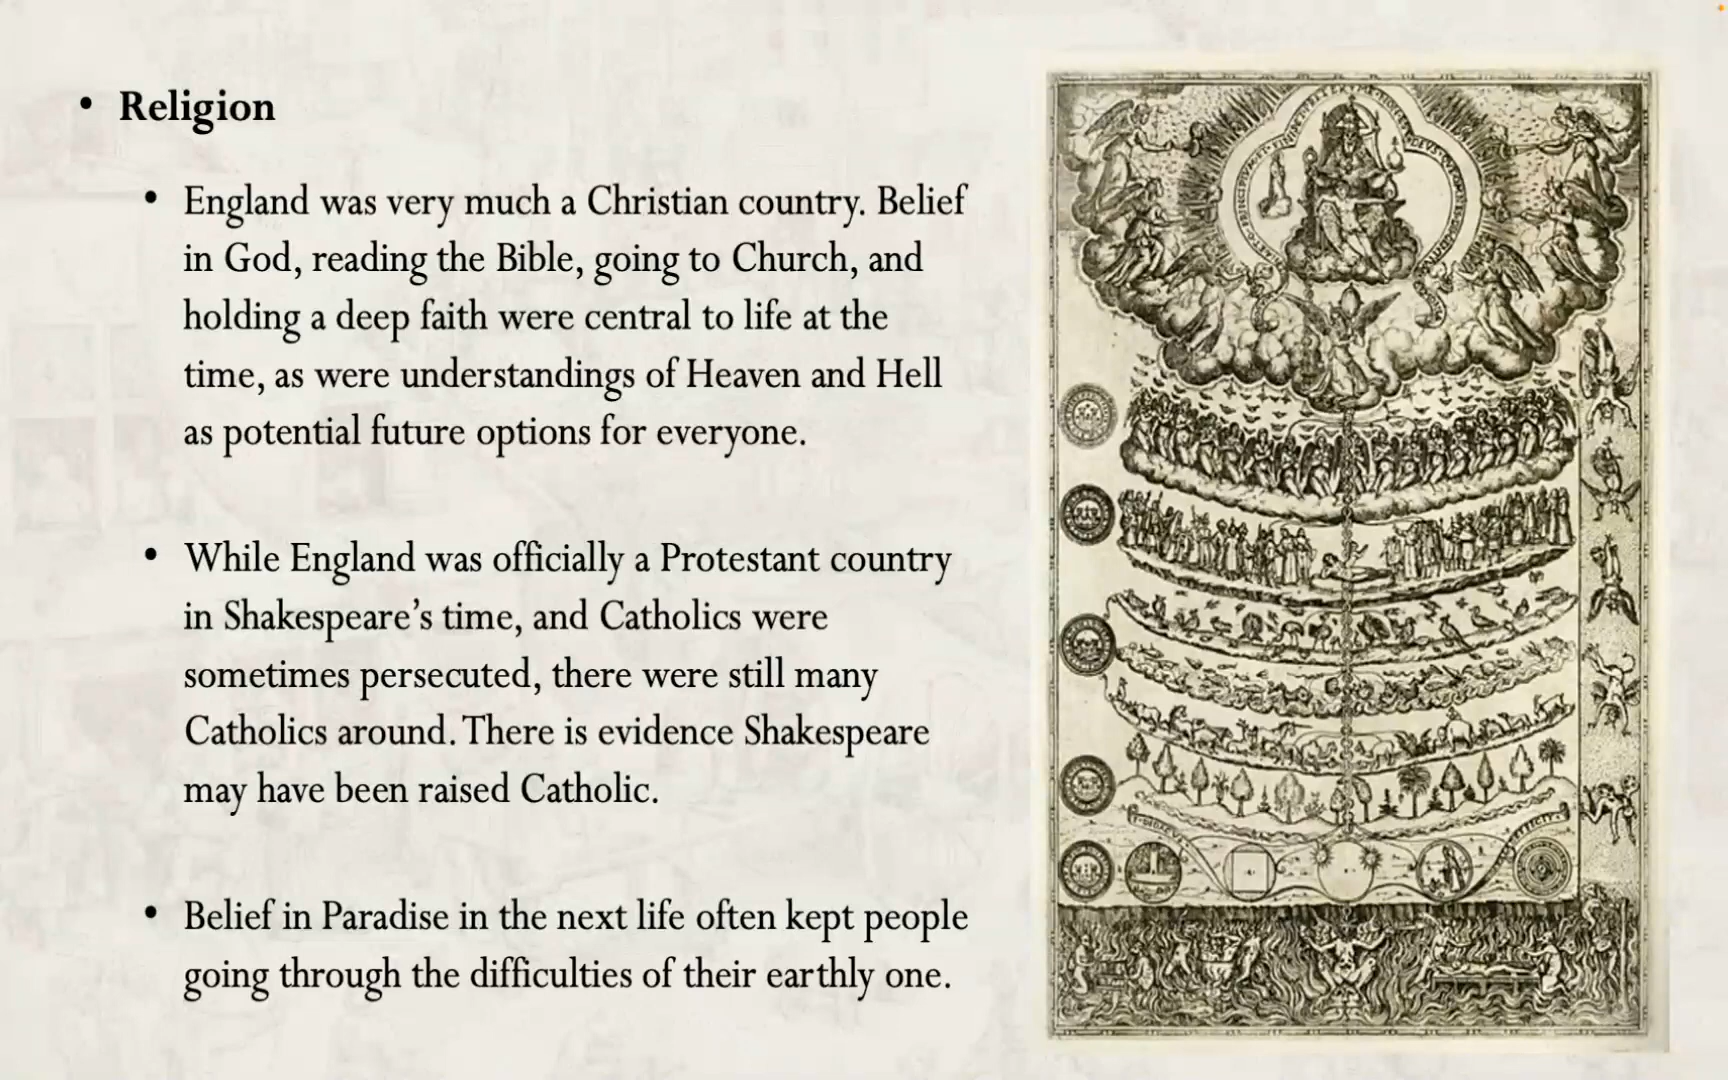 • Religion
• England was very much a Christian country. Belief
in God, reading the Bible, going to Church, and
holding a deep faith were central to life at the
time, as were understandings of Heaven and Hell
as potential future options for everyone.
• While England was officially a Protestant country
in Shakespeare’s time, and Catholics were
sometimes persecuted, there were still many
Catholics around. There is evidence Shakespeare
may have been raised Catholic.
• Belief in Paradise in the next life often kept people
going through the difficulties of their earthly one.